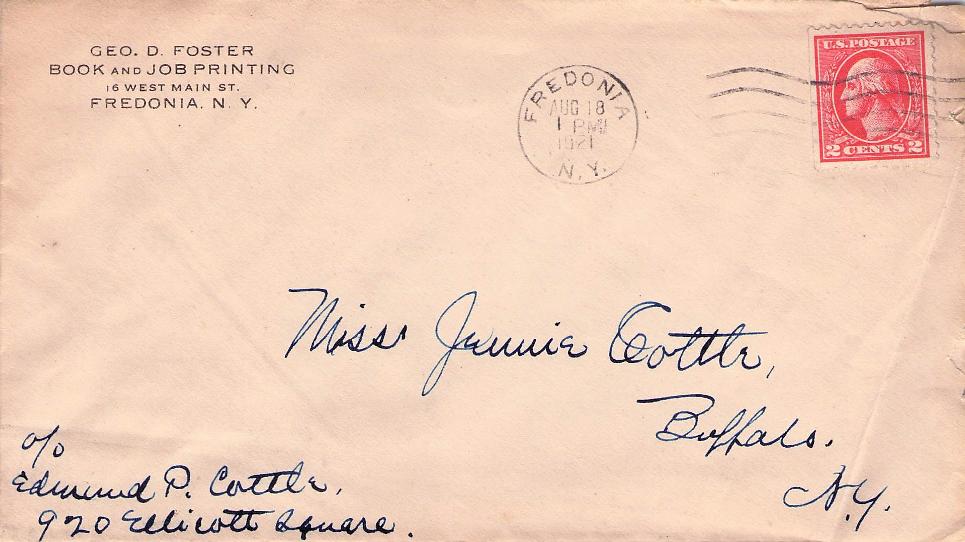 GEO. D. FOSTER
BOOK AND JOB PRINTING
16 WEST MAIN ST.
FREDONIA, N. Y.
FREDONIA
AUG 18
1 PM
1921
N.Y.
U.S. POSTAGE
2 CENTS 2
Miss Jennie Cottle,
Buffalo.
N.Y.
c/o
Edmund P. Cottle,
920 Ellicott Square.